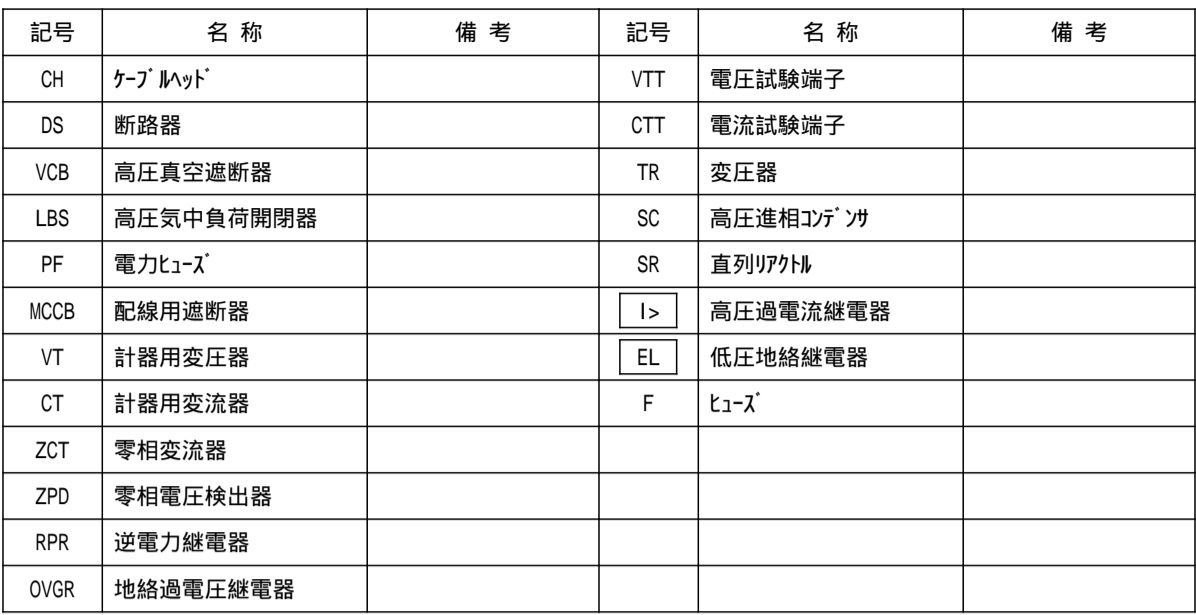 記号 名 称 備 考 記号 名 称 備 考
CH ｹｰﾌﾞﾙﾍｯﾄﾞ VTT 電圧試験端子
DS 断路器 CTT 電流試験端子
VCB 高圧真空遮断器 TR 変圧器
LBS 高圧気中負荷開閉器 SC 高圧進相ｺﾝﾃﾞﾝｻ
PF 電力ﾋｭｰｽﾞ SR 直列ﾘｱｸﾄﾙ
MCCB 配線用遮断器 I> 高圧過電流継電器
VT 計器用変圧器 EL 低圧地絡継電器
CT 計器用変流器 F ﾋｭｰｽﾞ
ZCT 零相変流器
ZPD 零相電圧検出器
RPR 逆電力継電器
OVGR 地絡過電圧継電器